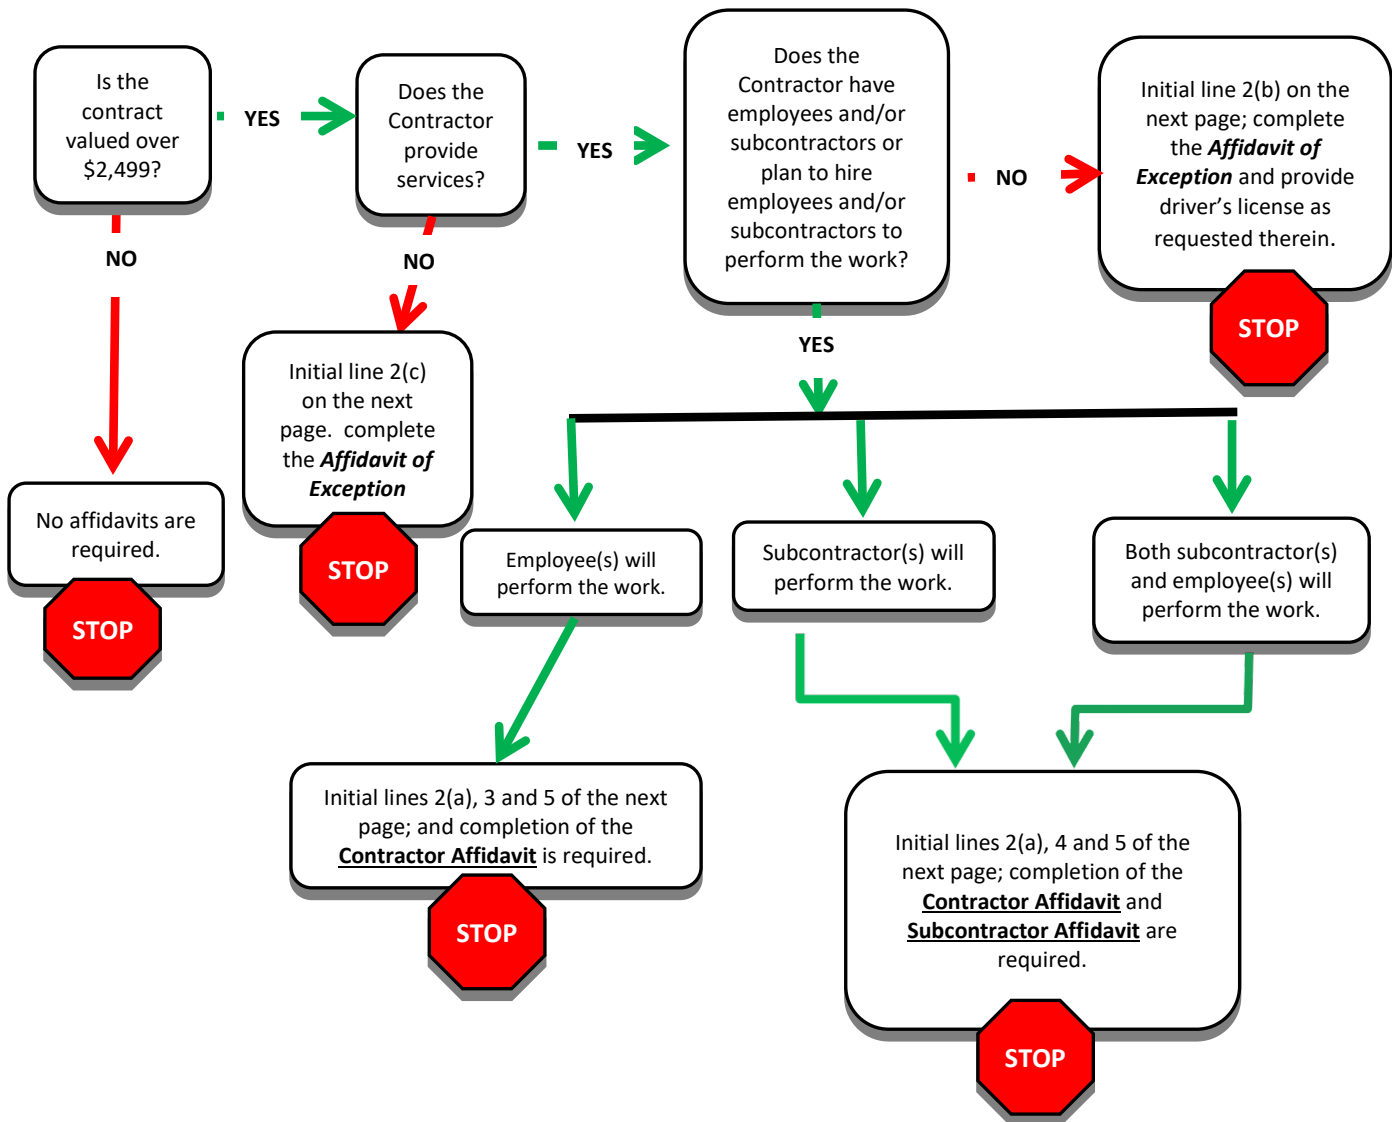 Is the
contract
valued over
$2,499?
YES
Does the
Contractor
provide
services?
YES
Does the
Contractor have
employees and/or
subcontractors or
plan to hire
employees and/or
subcontractors to
perform the work?
NO
Initial line 2(b) on the
next page; complete
the Affidavit of
Exception and provide
driver’s license as
requested therein.
STOP
NO
No affidavits are
required.
STOP
NO
Initial line 2(c)
on the next
page.  complete
the Affidavit of
Exception
STOP
YES
Employee(s) will
perform the work.
Subcontractor(s) will
perform the work.
Both subcontractor(s)
and employee(s) will
perform the work.
Initial lines 2(a), 3 and 5 of the next
page; and completion of the
Contractor Affidavit is required.
STOP
Initial lines 2(a), 4 and 5 of the
next page; completion of the
Contractor Affidavit and
Subcontractor Affidavit are
required.
STOP